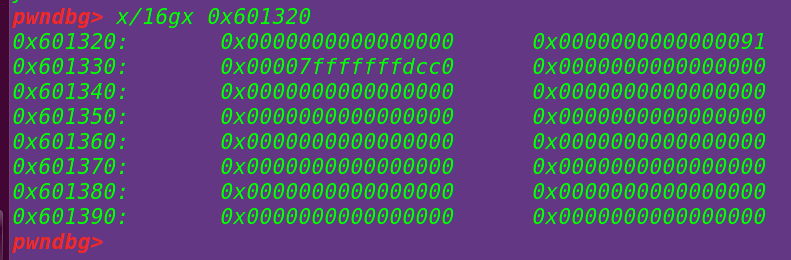 pwndbg> x/16gx 0x601320
0x601320: 0x0000000000000000 0x0000000000000091
0x601330: 0x00007fffffffdcc0 0x0000000000000000
0x601340: 0x0000000000000000 0x0000000000000000
0x601350: 0x0000000000000000 0x0000000000000000
0x601360: 0x0000000000000000 0x0000000000000000
0x601370: 0x0000000000000000 0x0000000000000000
0x601380: 0x0000000000000000 0x0000000000000000
0x601390: 0x0000000000000000 0x0000000000000000
pwndbg>